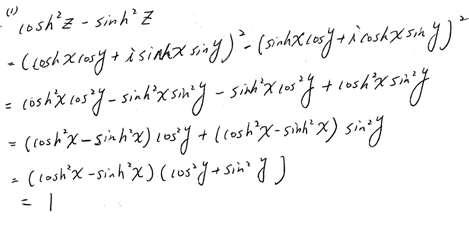 (1)
cosh²z - sinh²z
= (cosh x cos y + i sinh x sin y)² - (sinh x cos y + i cosh x sin y)²
= cosh²x cos²y - sinh²x sin²y - sinh²x cos²y + cosh²x sin²y
= (cosh²x - sinh²x) cos²y + (cosh²x - sinh²x) sin²y
= (cosh²x - sinh²x)(cos²y + sin²y)
= 1